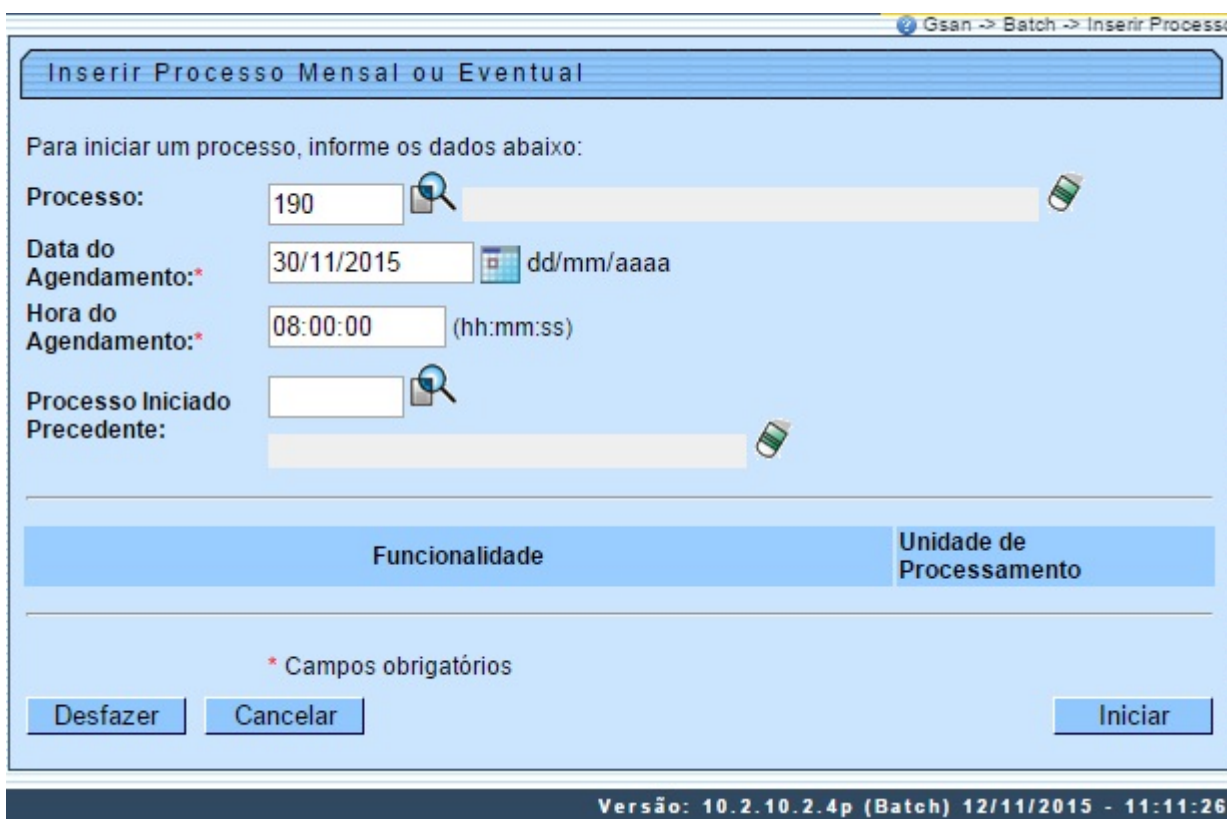 Gsan -> Batch -> Inserir Processo
Inserir Processo Mensal ou Eventual
Para iniciar um processo, informe os dados abaixo:
Processo: 190
Data do
Agendamento:* 30/11/2015 dd/mm/aaaa
Hora do
Agendamento:* 08:00:00 (hh:mm:ss)
Processo Iniciado
Precedente:
Funcionalidade Unidade de
Processamento
* Campos obrigatórios
Desfazer Cancelar Iniciar
Versão: 10.2.10.2.4p (Batch) 12/11/2015 - 11:11:26